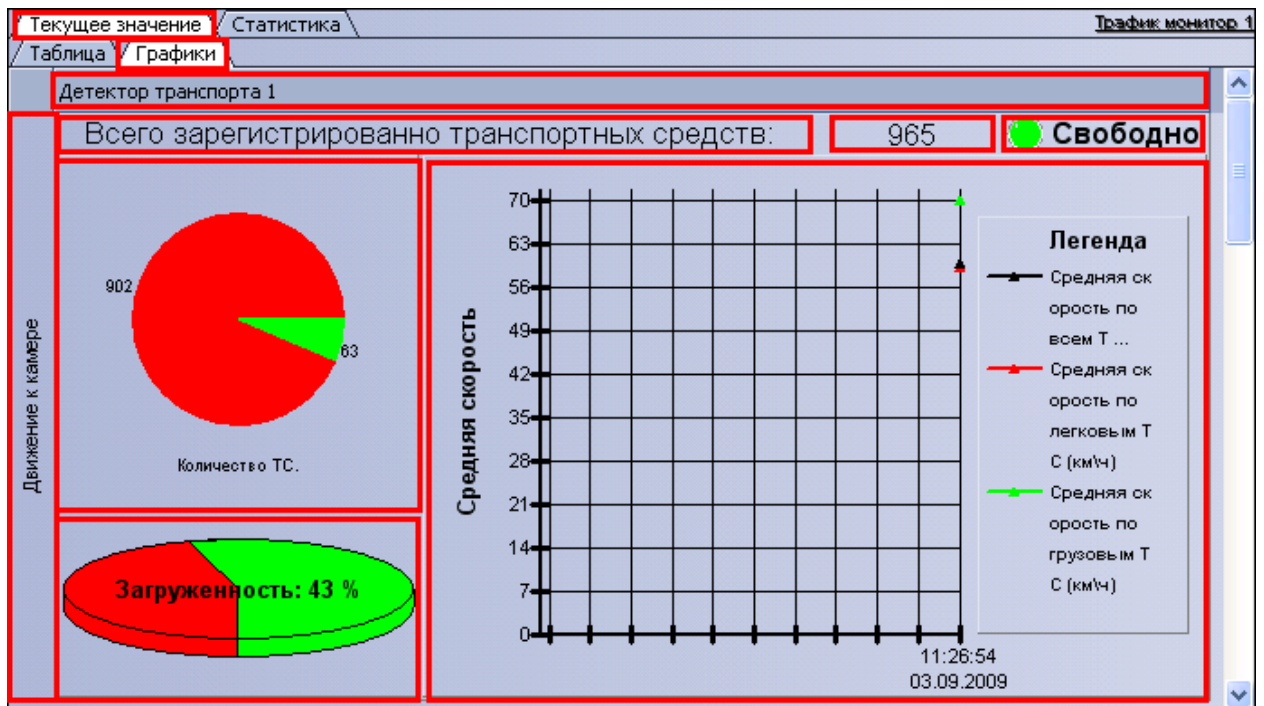 Текущее значение Статистика Трафик монитор 1
Таблица Графики
Детектор транспорта 1
Всего зарегистрированно транспортных средств: 965 Свободно
Движение к камере
902
63
Количество ТС.
Загруженность: 43 %
Средняя скорость
70
63
56
49
42
35
28
21
14
7
0
11:26:54
03.09.2009
Легенда
Средняя ск
орость по
всем Т ...
Средняя ск
орость по
легковым Т
С (км\ч)
Средняя ск
орость по
грузовым Т
С (км\ч)